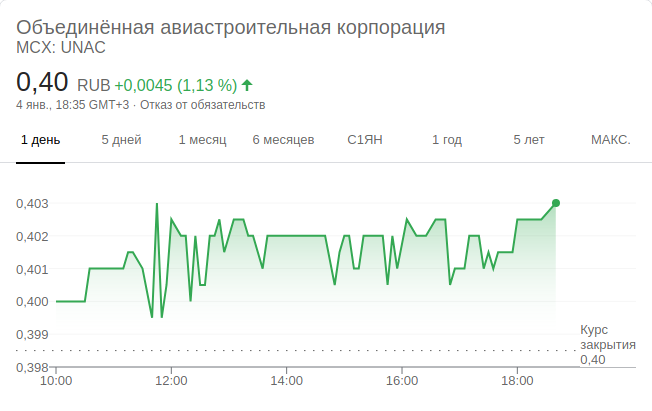 Объединённая авиастроительная корпорация
MCX: UNAC
0,40 RUB +0,0045 (1,13 %)
4 янв., 18:35 GMT+3 · Отказ от обязательств
1 день 5 дней 1 месяц 6 месяцев С1ЯН 1 год 5 лет МАКС.
0,403
0,402
0,401
0,400
0,399
0,398
Курс
закрытия
0,40
10:00 12:00 14:00 16:00 18:00